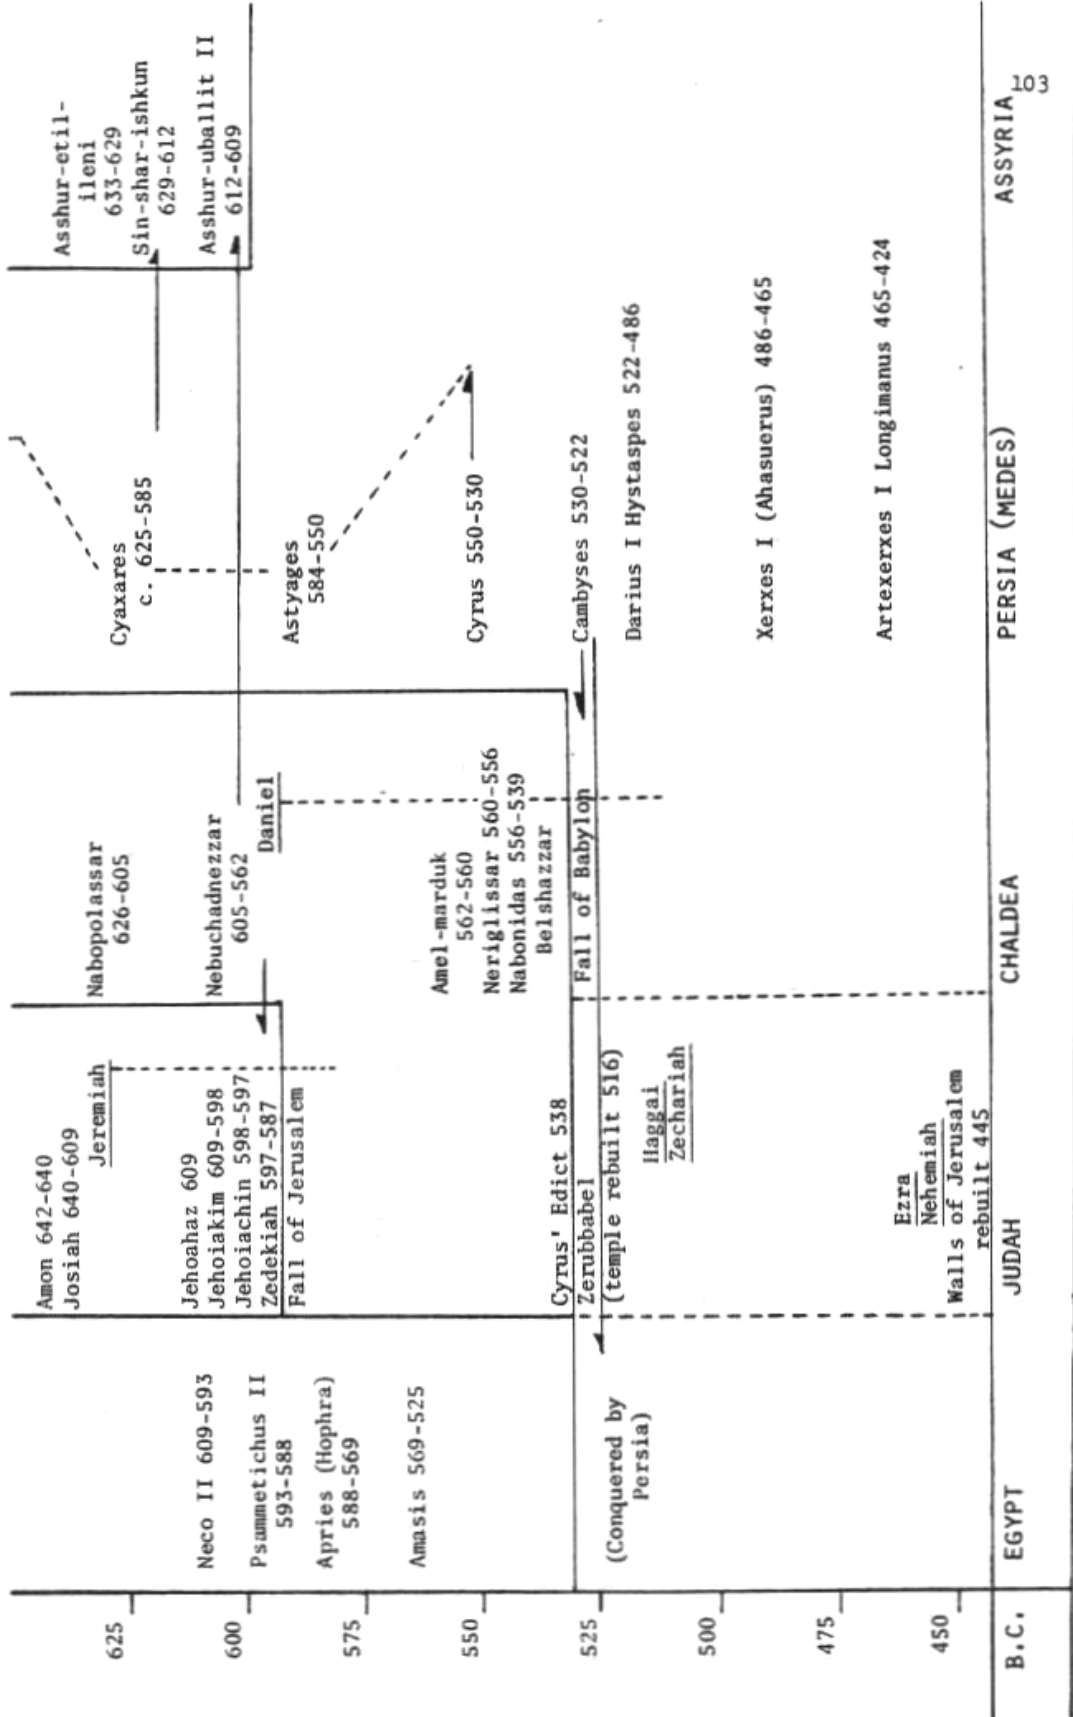 103
B.C.
625
600
575
550
525
500
475
450
EGYPT
Neco II 609-593
Psammetichus II
593-588
Apries (Hophra)
588-569
Amasis 569-525
(Conquered by
Persia)
JUDAH
Amon 642-640
Josiah 640-609
Jeremiah
Jehoahaz 609
Jehoiakim 609-598
Jehoiachin 598-597
Zedekiah 597-587
Fall of Jerusalem
Cyrus' Edict 538
Zerubbabel
(temple rebuilt 516)
Haggai
Zechariah
Ezra
Nehemiah
Walls of Jerusalem
rebuilt 445
CHALDEA
Nabopolassar
626-605
Nebuchadnezzar
605-562
Daniel
Amel-marduk
562-560
Neriglissar 560-556
Nabonidas 556-539
Belshazzar
Fall of Babylon
PERSIA (MEDES)
Cyaxares
c. 625-585
Astyages
584-550
Cyrus 550-530
Cambyses 530-522
Darius I Hystaspes 522-486
Xerxes I (Ahasuerus) 486-465
Artexerxes I Longimanus 465-424
ASSYRIA
Asshur-etil-
ileni
633-629
Sin-shar-ishkun
629-612
Asshur-uballit II
612-609